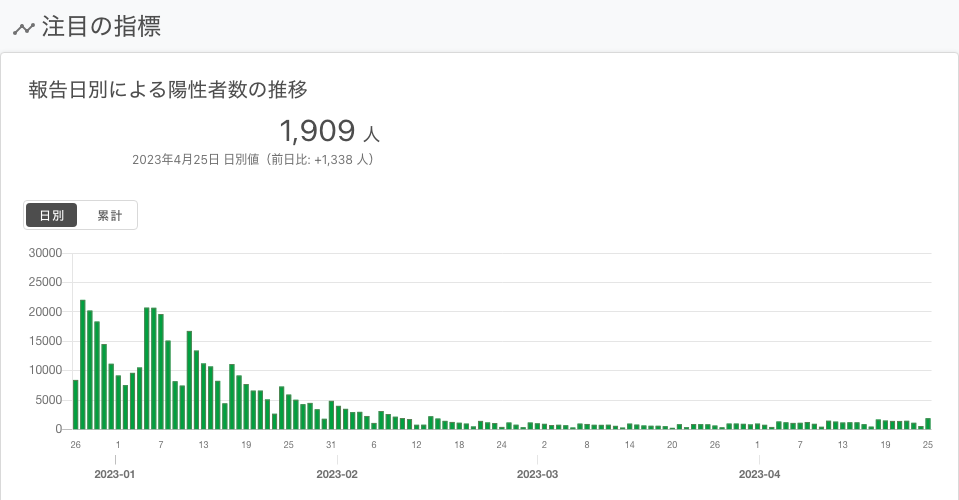 注目の指標
報告日別による陽性者数の推移
1,909 人
2023年4月25日 日別値（前日比: +1,338 人）
日別 累計
30000
25000
20000
15000
10000
5000
0
26 1 7 13 19 25 31 6 12 18 24 2 8 14 20 26 1 7 13 19 25
2023-01 2023-02 2023-03 2023-04